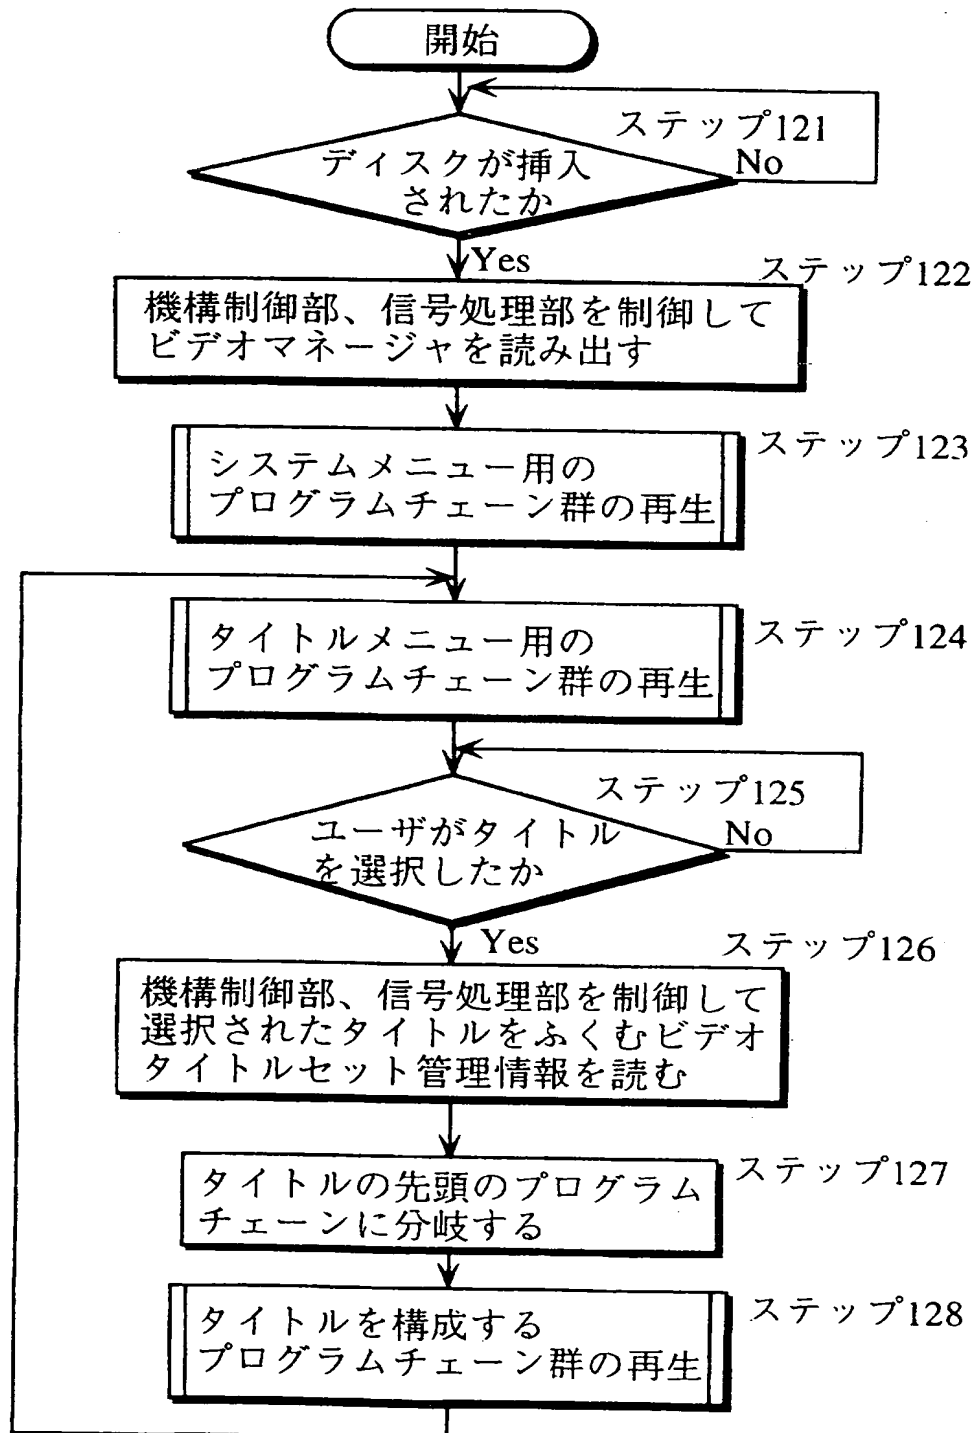 開始
ステップ121
No
ディスクが挿入
されたか
Yes
ステップ122
機構制御部、信号処理部を制御して
ビデオマネージャを読み出す
ステップ123
システムメニュー用の
プログラムチェーン群の再生
ステップ124
タイトルメニュー用の
プログラムチェーン群の再生
ステップ125
No
ユーザがタイトル
を選択したか
Yes
ステップ126
機構制御部、信号処理部を制御して
選択されたタイトルをふくむビデオ
タイトルセット管理情報を読む
ステップ127
タイトルの先頭のプログラム
チェーンに分岐する
ステップ128
タイトルを構成する
プログラムチェーン群の再生